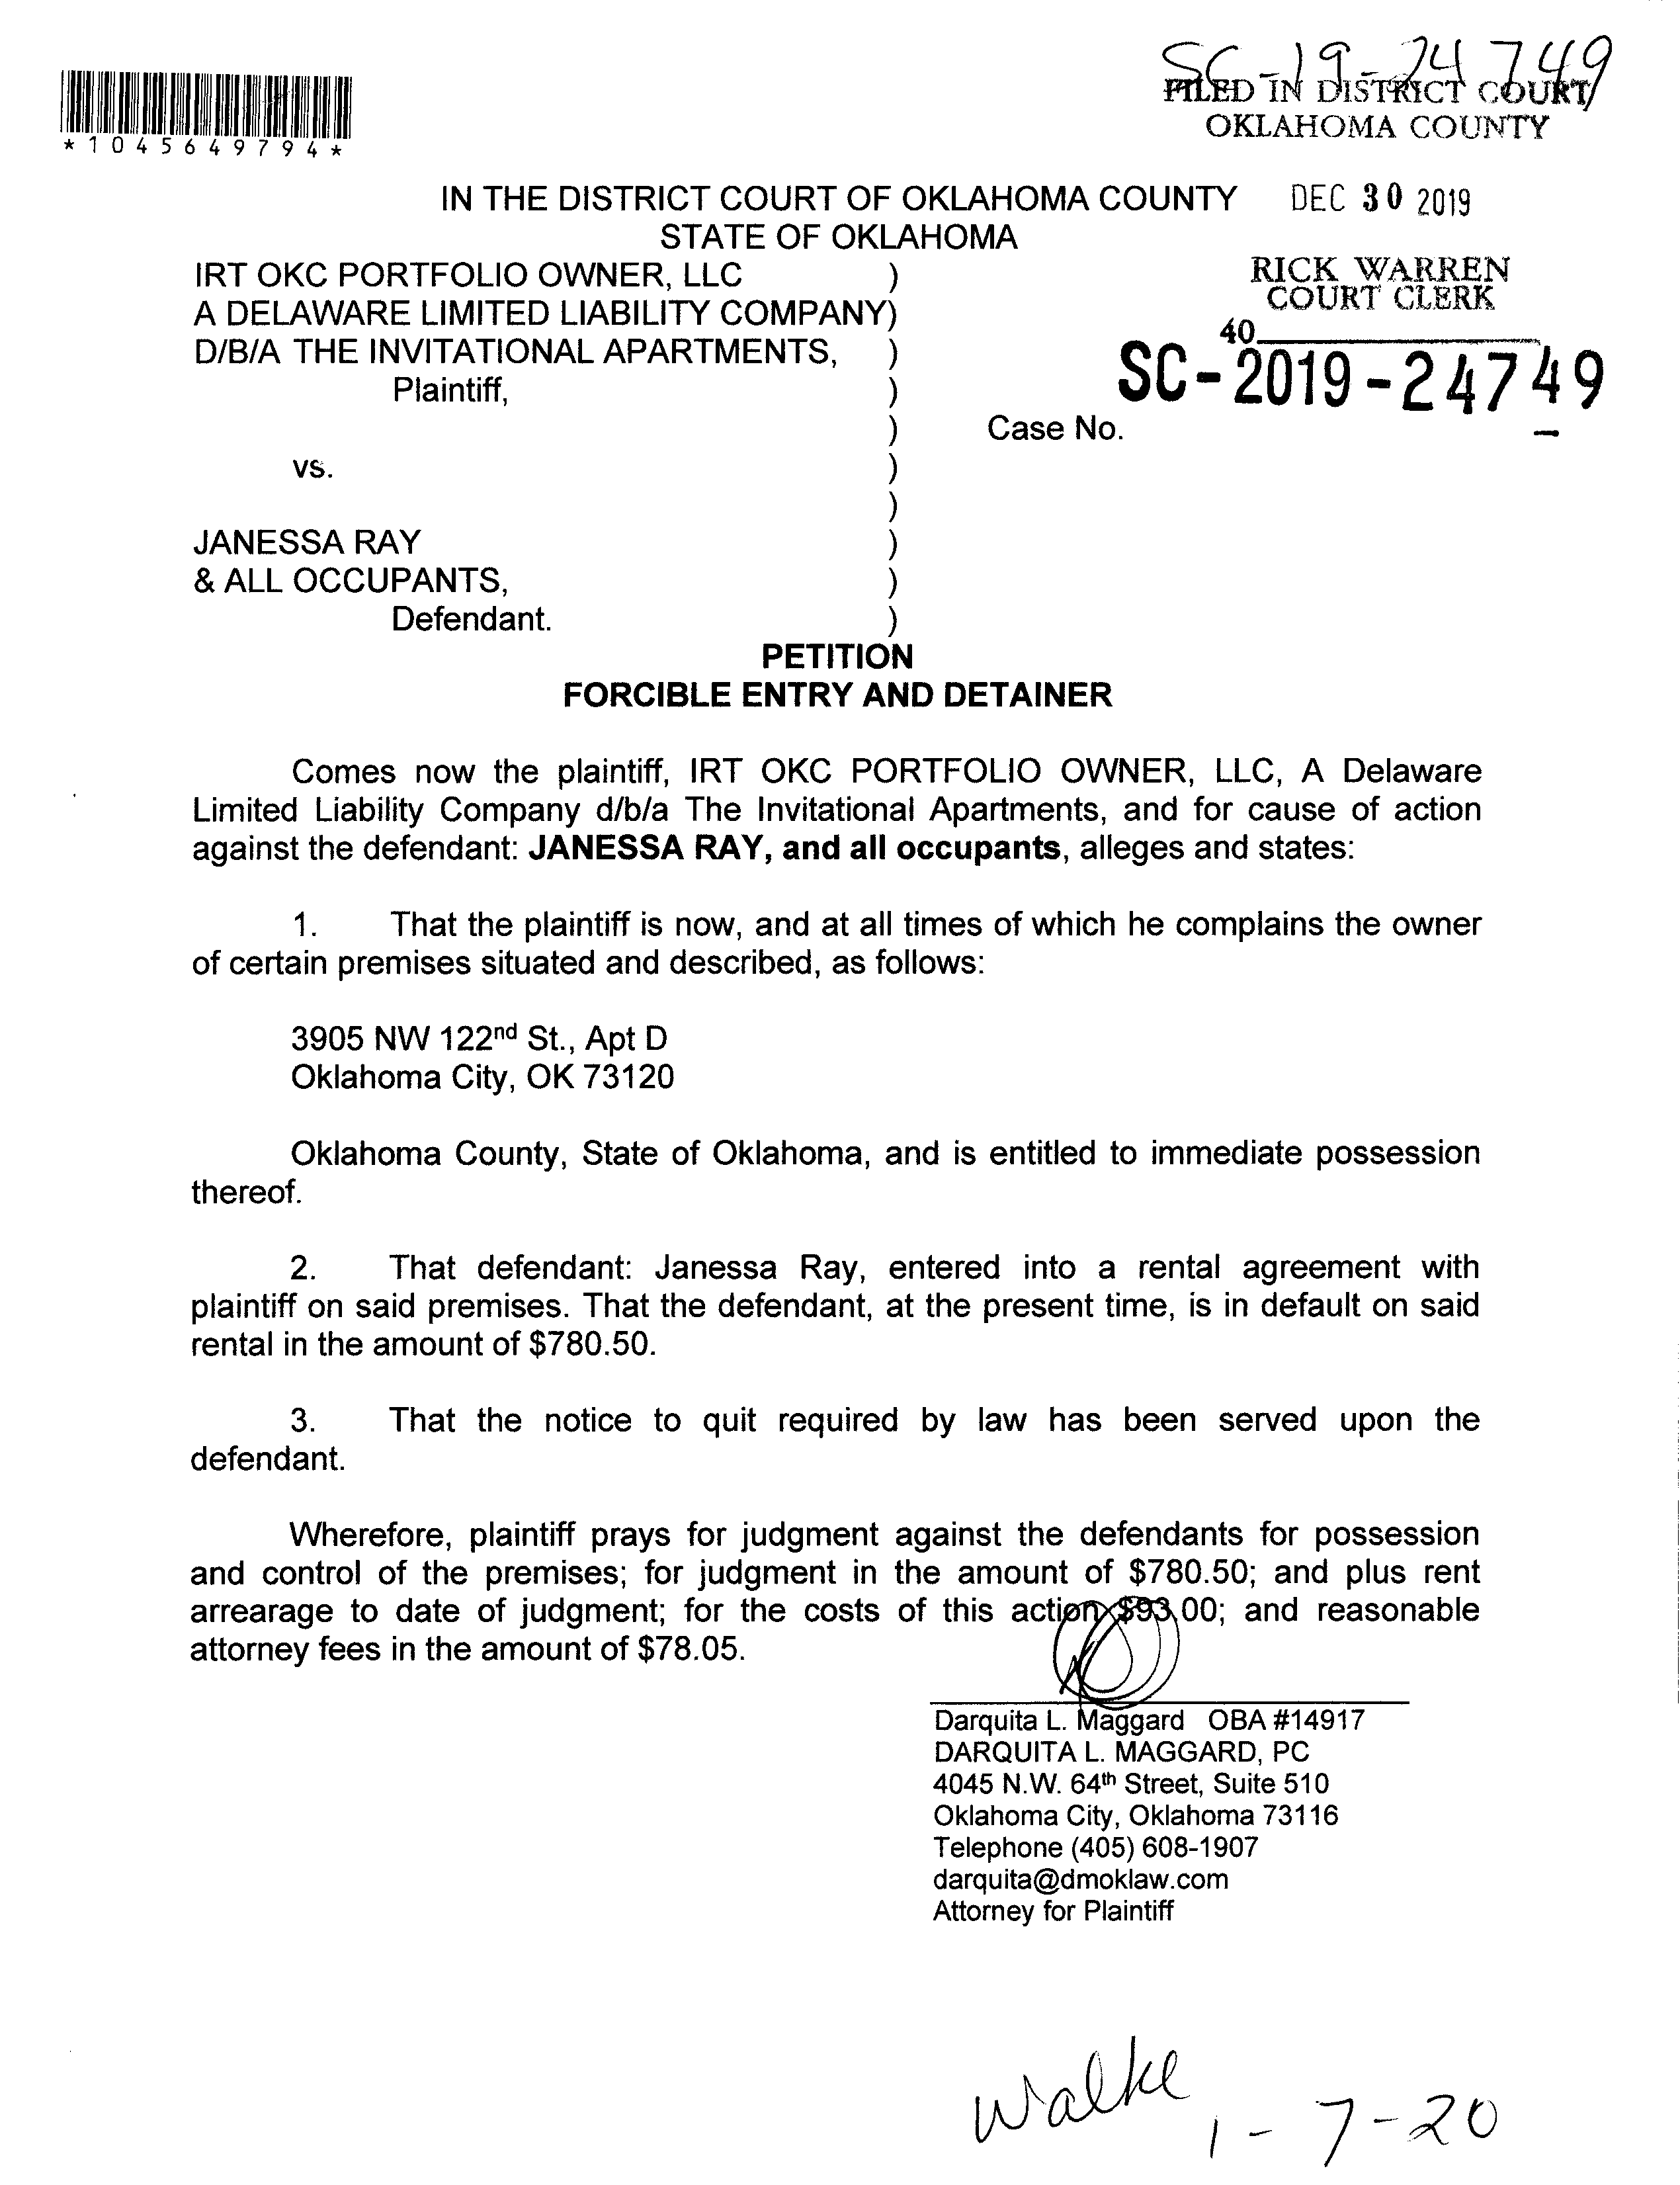 SC-19-24749
FILED IN DISTRICT COURT
OKLAHOMA COUNTY
*1045649794*
IN THE DISTRICT COURT OF OKLAHOMA COUNTY DEC 30 2019
STATE OF OKLAHOMA
IRT OKC PORTFOLIO OWNER, LLC )
RICK WARREN
COURT CLERK
A DELAWARE LIMITED LIABILITY COMPANY)
40
D/B/A THE INVITATIONAL APARTMENTS, )
SC-2019-24749
Plaintiff, )
) Case No.
vs. )
)
JANESSA RAY )
& ALL OCCUPANTS, )
Defendant. )
PETITION
FORCIBLE ENTRY AND DETAINER
Comes now the plaintiff, IRT OKC PORTFOLIO OWNER, LLC, A Delaware
Limited Liability Company d/b/a The Invitational Apartments, and for cause of action
against the defendant: JANESSA RAY, and all occupants, alleges and states:
1. That the plaintiff is now, and at all times of which he complains the owner
of certain premises situated and described, as follows:
3905 NW 122nd St., Apt D
Oklahoma City, OK 73120
Oklahoma County, State of Oklahoma, and is entitled to immediate possession
thereof.
2. That defendant: Janessa Ray, entered into a rental agreement with
plaintiff on said premises. That the defendant, at the present time, is in default on said
rental in the amount of $780.50.
3. That the notice to quit required by law has been served upon the
defendant.
Wherefore, plaintiff prays for judgment against the defendants for possession
and control of the premises; for judgment in the amount of $780.50; and plus rent
arrearage to date of judgment; for the costs of this action $93.00; and reasonable
attorney fees in the amount of $78.05.
Darquita L. Maggard OBA #14917
DARQUITA L. MAGGARD, PC
4045 N.W. 64th Street, Suite 510
Oklahoma City, Oklahoma 73116
Telephone (405) 608-1907
darquita@dmoklaw.com
Attorney for Plaintiff
Walke 1-7-20